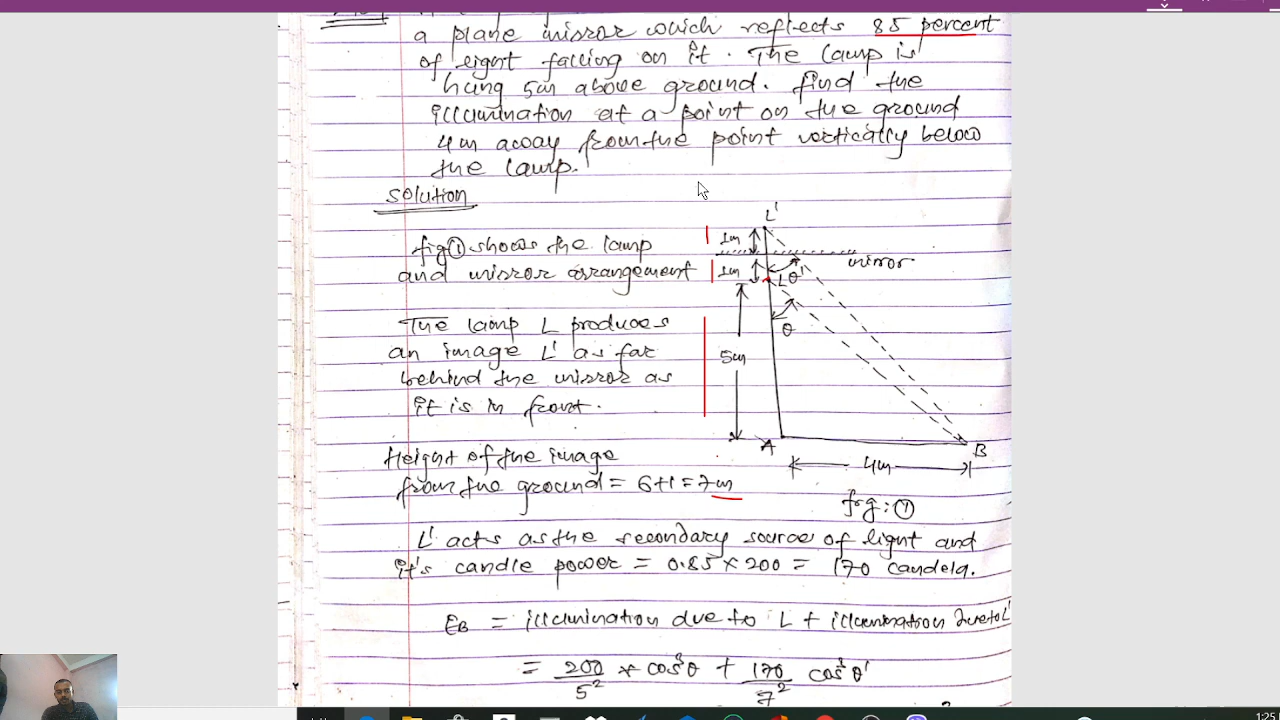 a plane mirror which reflects 85 percent
of light falling on it. The lamp is
hung 5m above ground. find the
illumination at a point on the ground
4m away from the point vertically below
the lamp.
Solution
fig① shows the lamp
and mirror arrangement
The lamp L produces
an image L' as far
behind the mirror as
it is in front.
L'
1m
mirror
1m
L θ'
θ
5m
A
B
4m
fig: ①
Height of the image
from the ground = 6+1 = 7m
L' acts as the secondary source of light and
it's candle power = 0.85 × 200 = 170 candela.
EB = illumination due to L + illumination due to L'
= 200/5² * cos³θ + 170/7² cos³θ'
1:25